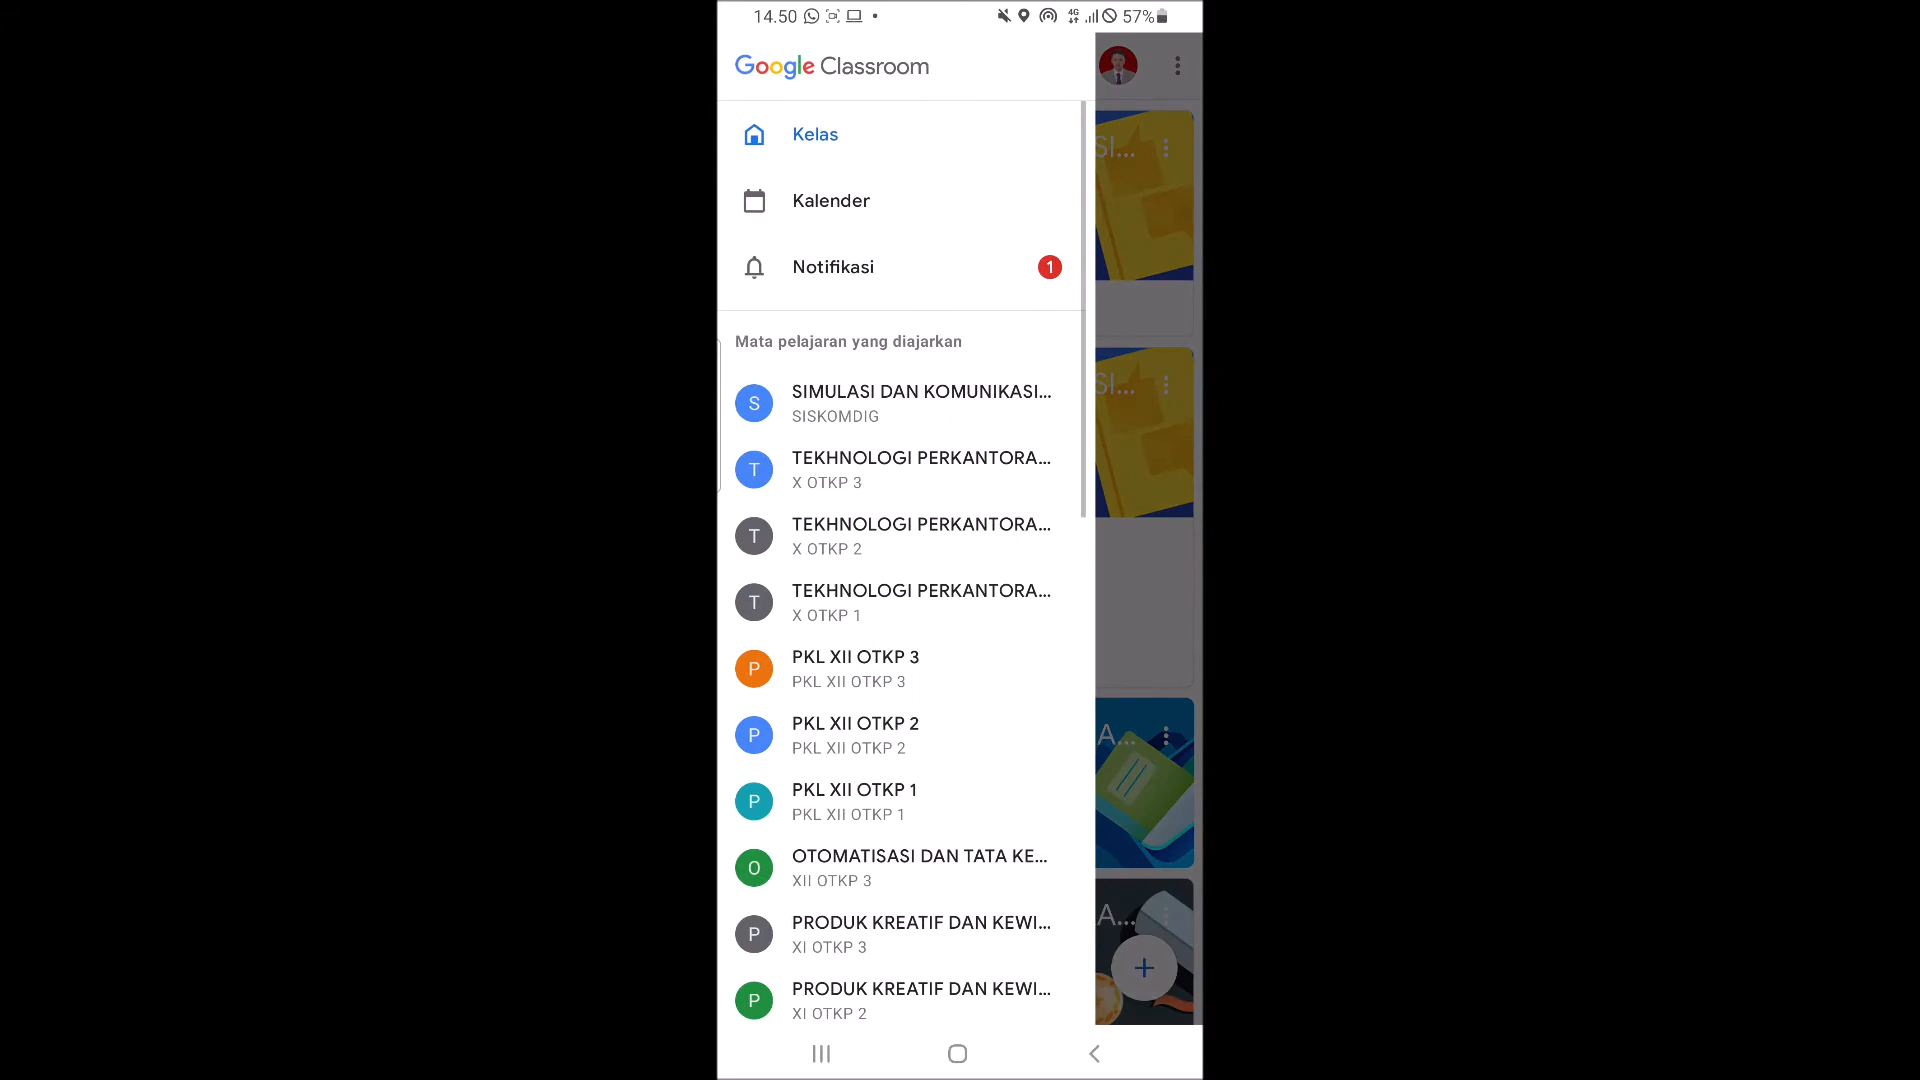 14.50
4G
57%
Google Classroom
Kelas
Kalender
Notifikasi
1
Mata pelajaran yang diajarkan
S
SIMULASI DAN KOMUNIKASI...
SISKOMDIG
T
TEKHNOLOGI PERKANTORA...
X OTKP 3
T
TEKHNOLOGI PERKANTORA...
X OTKP 2
T
TEKHNOLOGI PERKANTORA...
X OTKP 1
P
PKL XII OTKP 3
PKL XII OTKP 3
P
PKL XII OTKP 2
PKL XII OTKP 2
P
PKL XII OTKP 1
PKL XII OTKP 1
O
OTOMATISASI DAN TATA KE...
XII OTKP 3
P
PRODUK KREATIF DAN KEWI...
XI OTKP 3
P
PRODUK KREATIF DAN KEWI...
XI OTKP 2
SI...
SI...
A...
A...